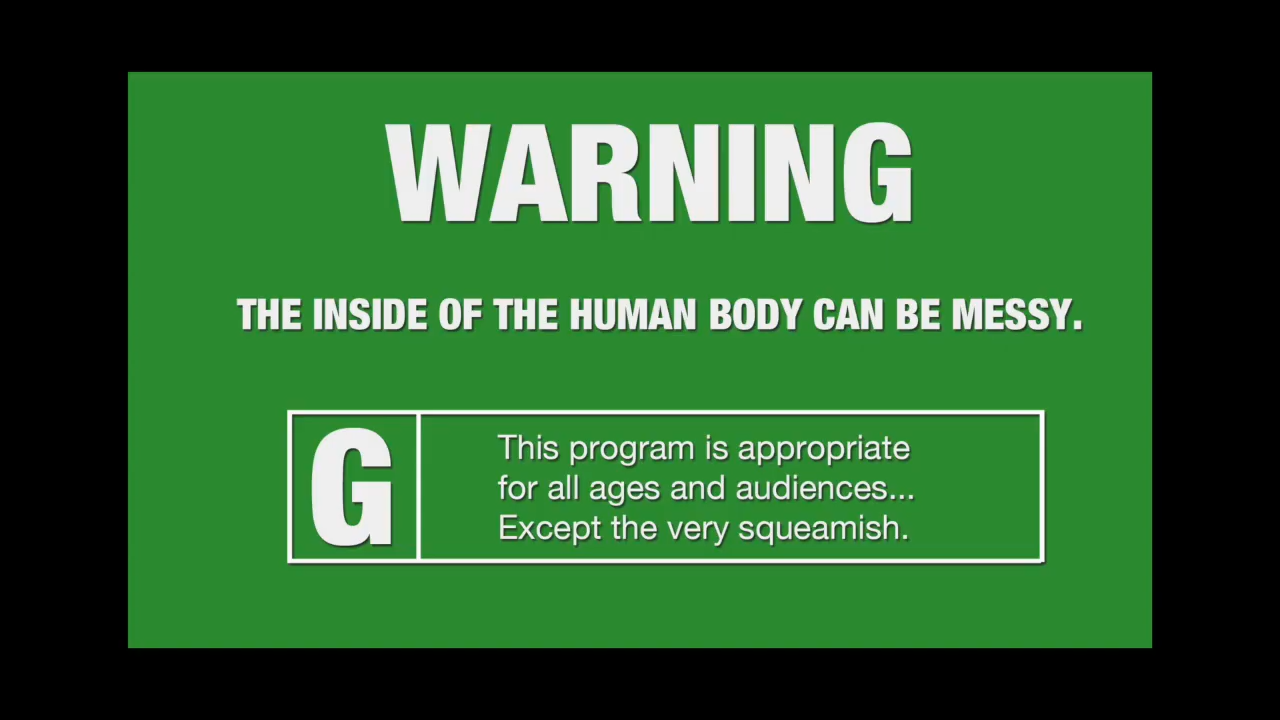 WARNING
THE INSIDE OF THE HUMAN BODY CAN BE MESSY.
G
This program is appropriate
for all ages and audiences...
Except the very squeamish.